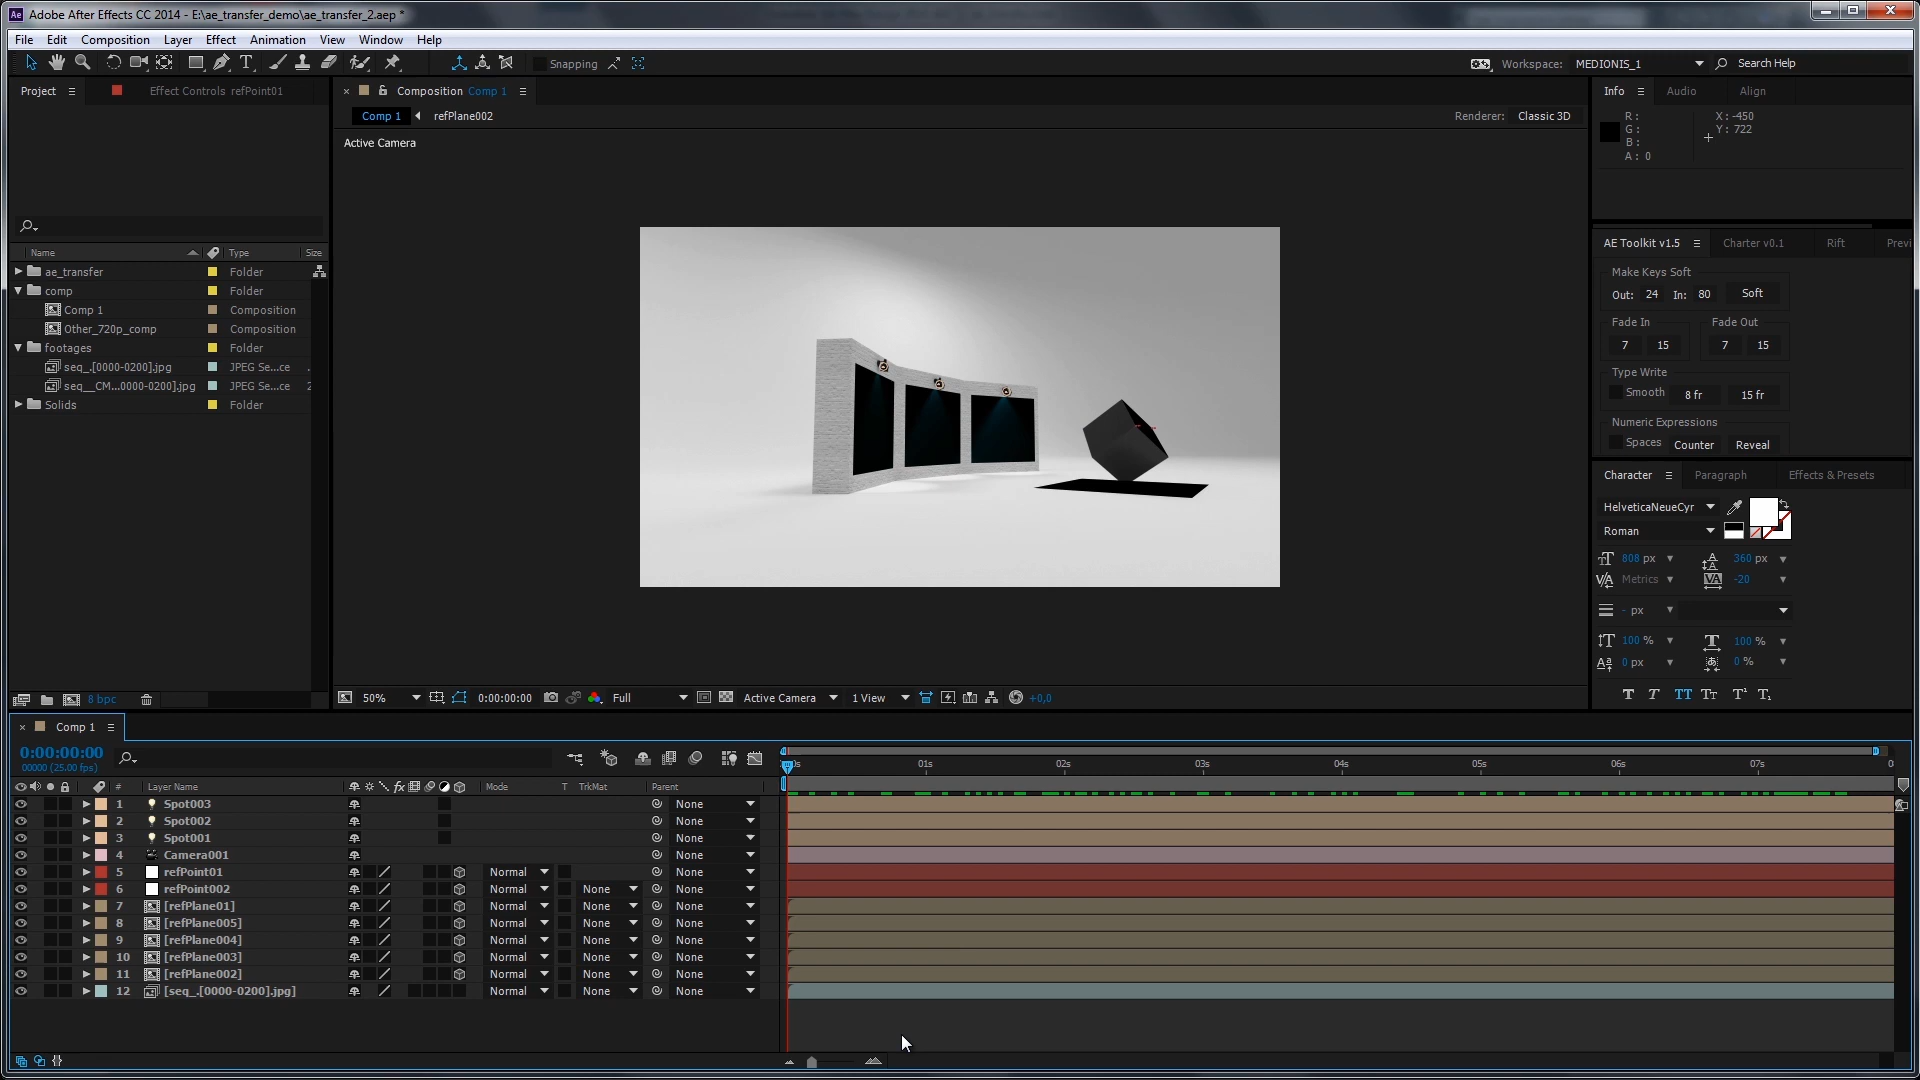 Adobe After Effects CC 2014 - E:\ae_transfer_demo\ae_transfer_2.aep *
File Edit Composition Layer Effect Animation View Window Help
Snapping
Workspace: MEDIONIS_1 Search Help
Project Effect Controls refPoint01
Composition Comp 1
Comp 1 refPlane002
Renderer: Classic 3D
Active Camera
Name Type Size
ae_transfer Folder
comp Folder
Comp 1 Composition
Other_720p_comp Composition
footages Folder
seq_.[0000-0200].jpg JPEG Se...ce
seq__CM...0000-0200].jpg JPEG Se...ce 2
Solids Folder
8 bpc
50% 0:00:00:00 Full Active Camera 1 View +0,0
Info Audio Align
R : X : -450
G : Y : 722
B :
A : 0
AE Toolkit v1.5 Charter v0.1 Rift Previ
Make Keys Soft
Out: 24 In: 80 Soft
Fade In Fade Out
7 15 7 15
Type Write
Smooth 8 fr 15 fr
Numeric Expressions
Spaces Counter Reveal
Character Paragraph Effects & Presets
HelveticaNeueCyr
Roman
808 px 360 px
Metrics -20
- px
100 % 100 %
0 px 0 %
Comp 1
0:00:00:00
00000 (25.00 fps)
# Layer Name Mode T TrkMat Parent
01s 02s 03s 04s 05s 06s 07s 0
1 Spot003 None
2 Spot002 None
3 Spot001 None
4 Camera001 None
5 refPoint01 Normal None
6 refPoint002 Normal None None
7 [refPlane01] Normal None None
8 [refPlane005] Normal None None
9 [refPlane004] Normal None None
10 [refPlane003] Normal None None
11 [refPlane002] Normal None None
12 [seq_.[0000-0200].jpg] Normal None None